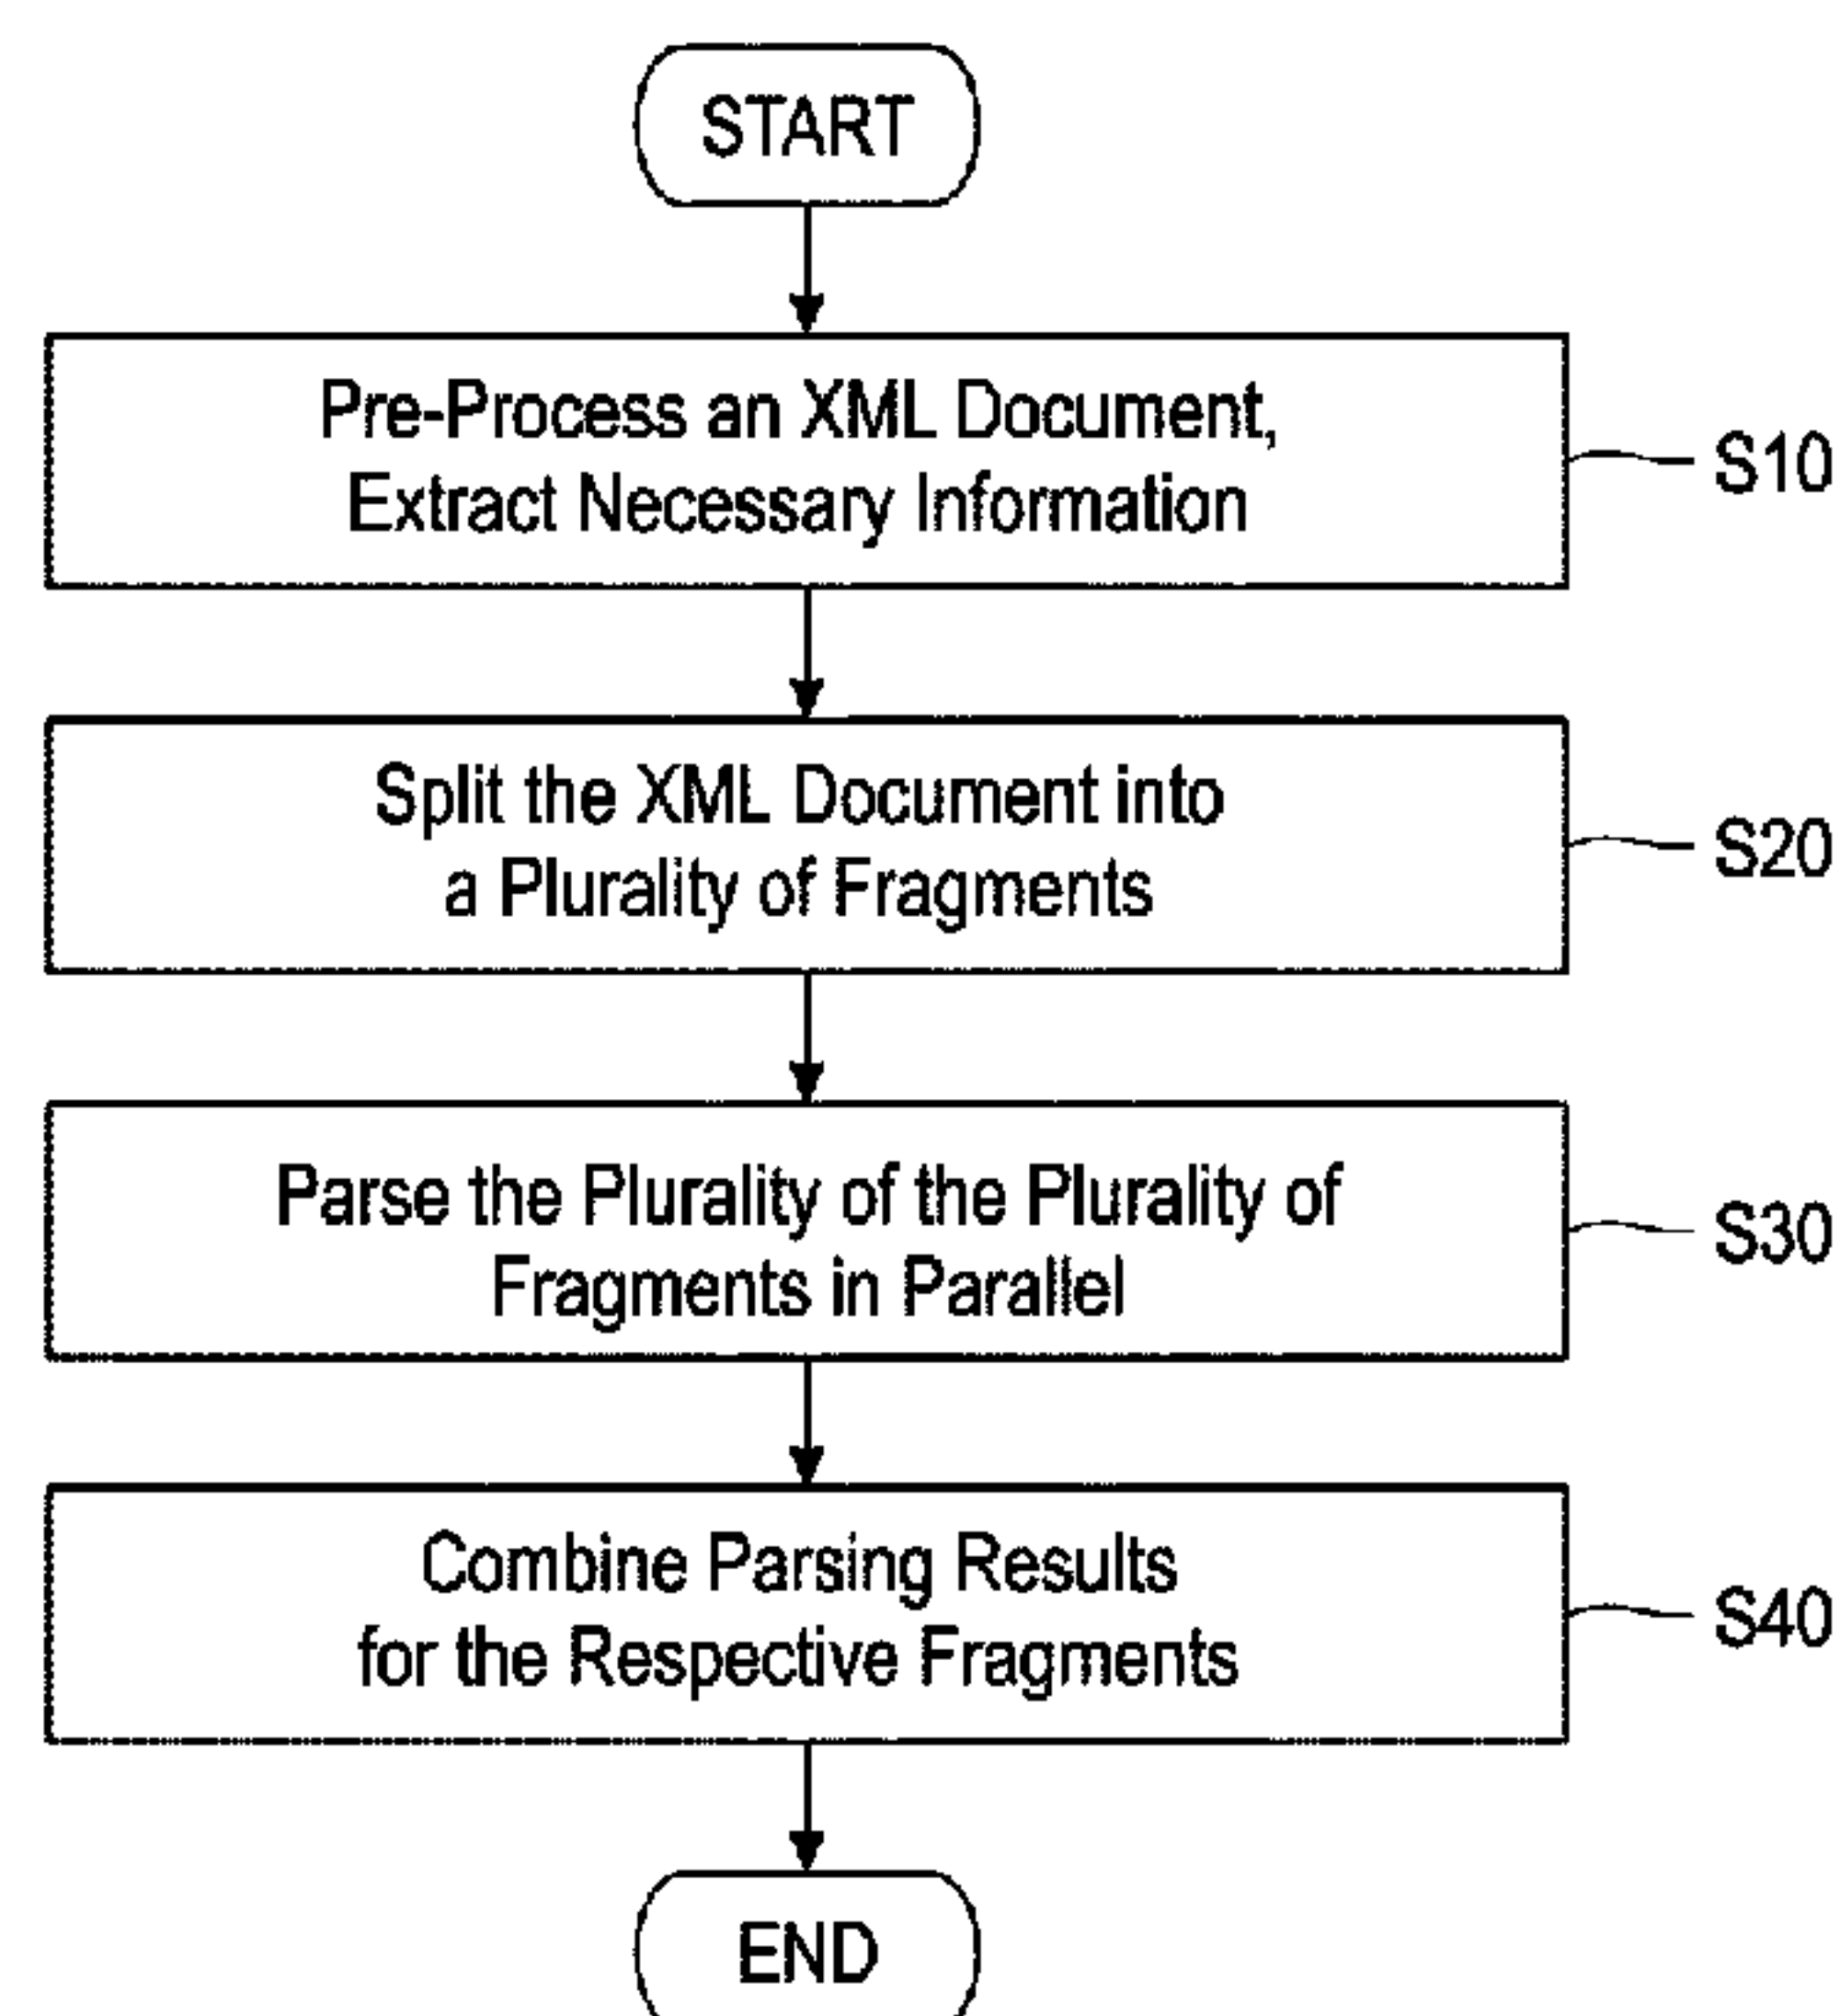 START
Pre-Process an XML Document,
Extract Necessary Information
S10
Split the XML Document into
a Plurality of Fragments
S20
Parse the Plurality of the Plurality of
Fragments in Parallel
S30
Combine Parsing Results
for the Respective Fragments
S40
END